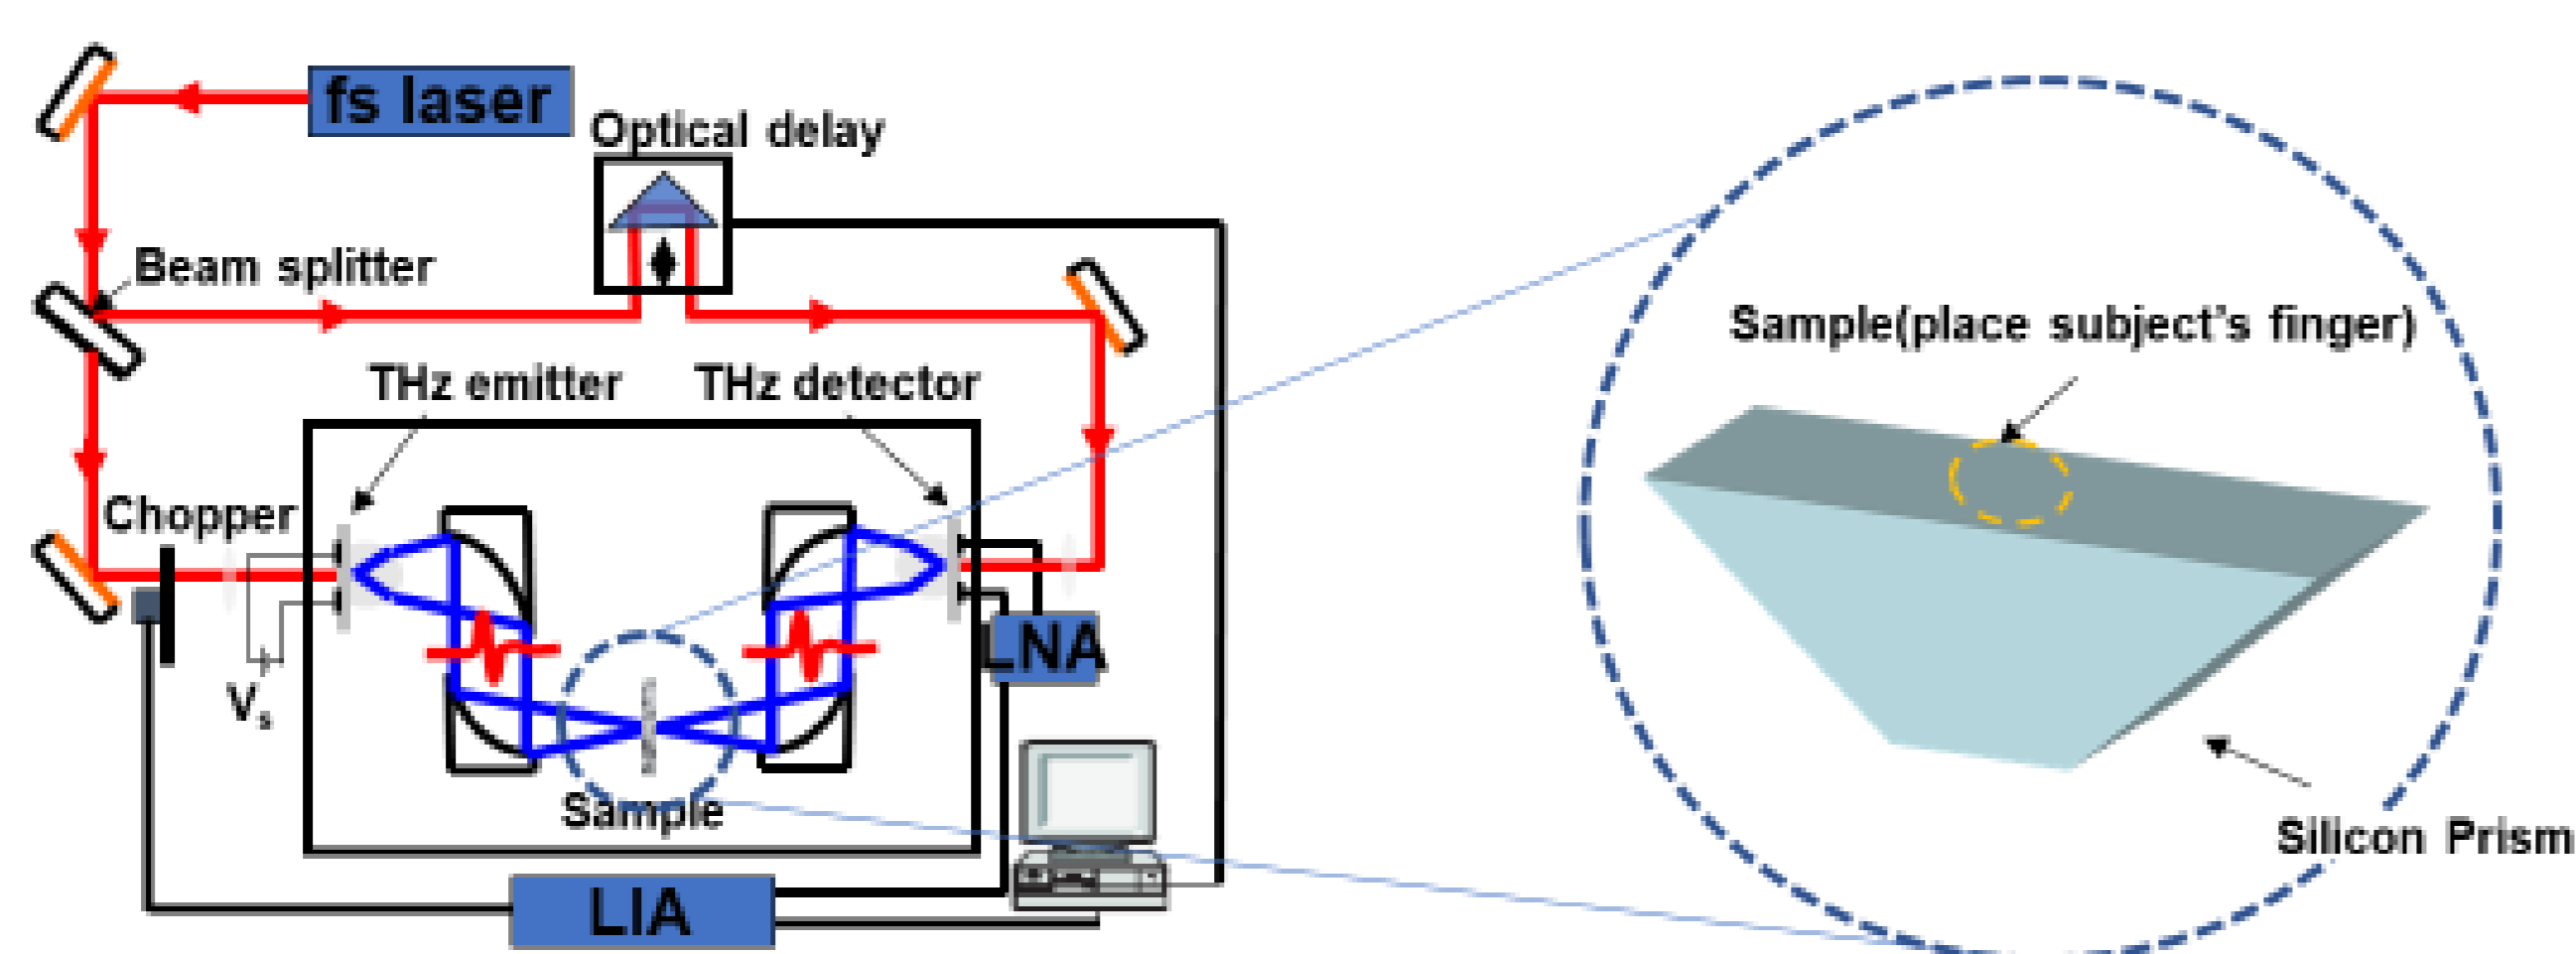 fs laser
Optical delay
Beam splitter
Sample(place subject's finger)
THz emitter
THz detector
Chopper
LNA
Vs
Sample
Silicon Prism
LIA